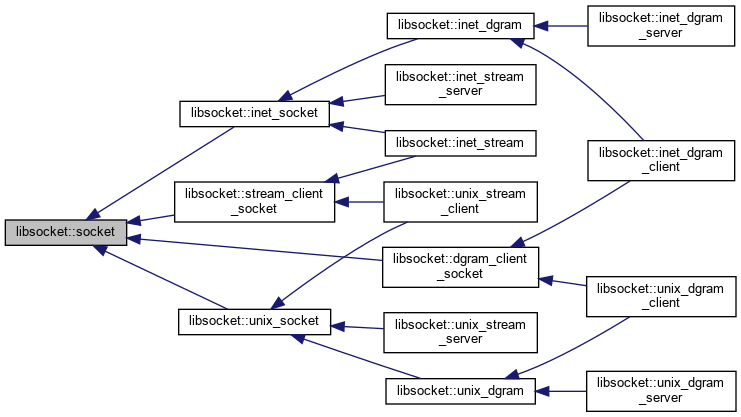 libsocket::socket
libsocket::inet_socket
libsocket::stream_client
_socket
libsocket::unix_socket
libsocket::inet_dgram
libsocket::inet_stream
_server
libsocket::inet_stream
libsocket::unix_stream
_client
libsocket::dgram_client
_socket
libsocket::unix_stream
_server
libsocket::unix_dgram
libsocket::inet_dgram
_server
libsocket::inet_dgram
_client
libsocket::unix_dgram
_client
libsocket::unix_dgram
_server